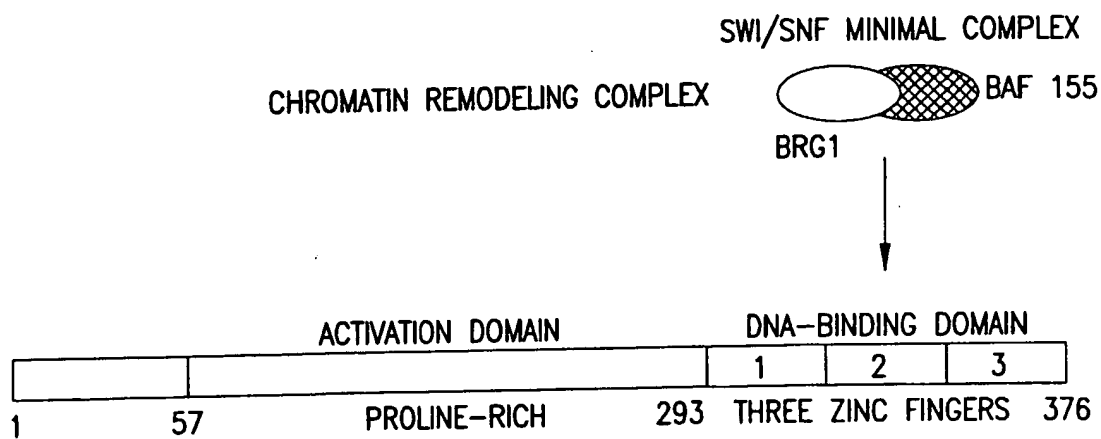 SWI/SNF MINIMAL COMPLEX
CHROMATIN REMODELING COMPLEX
BAF 155
BRG1
ACTIVATION DOMAIN
DNA-BINDING DOMAIN
1 2 3
1 57 PROLINE-RICH 293 THREE ZINC FINGERS 376